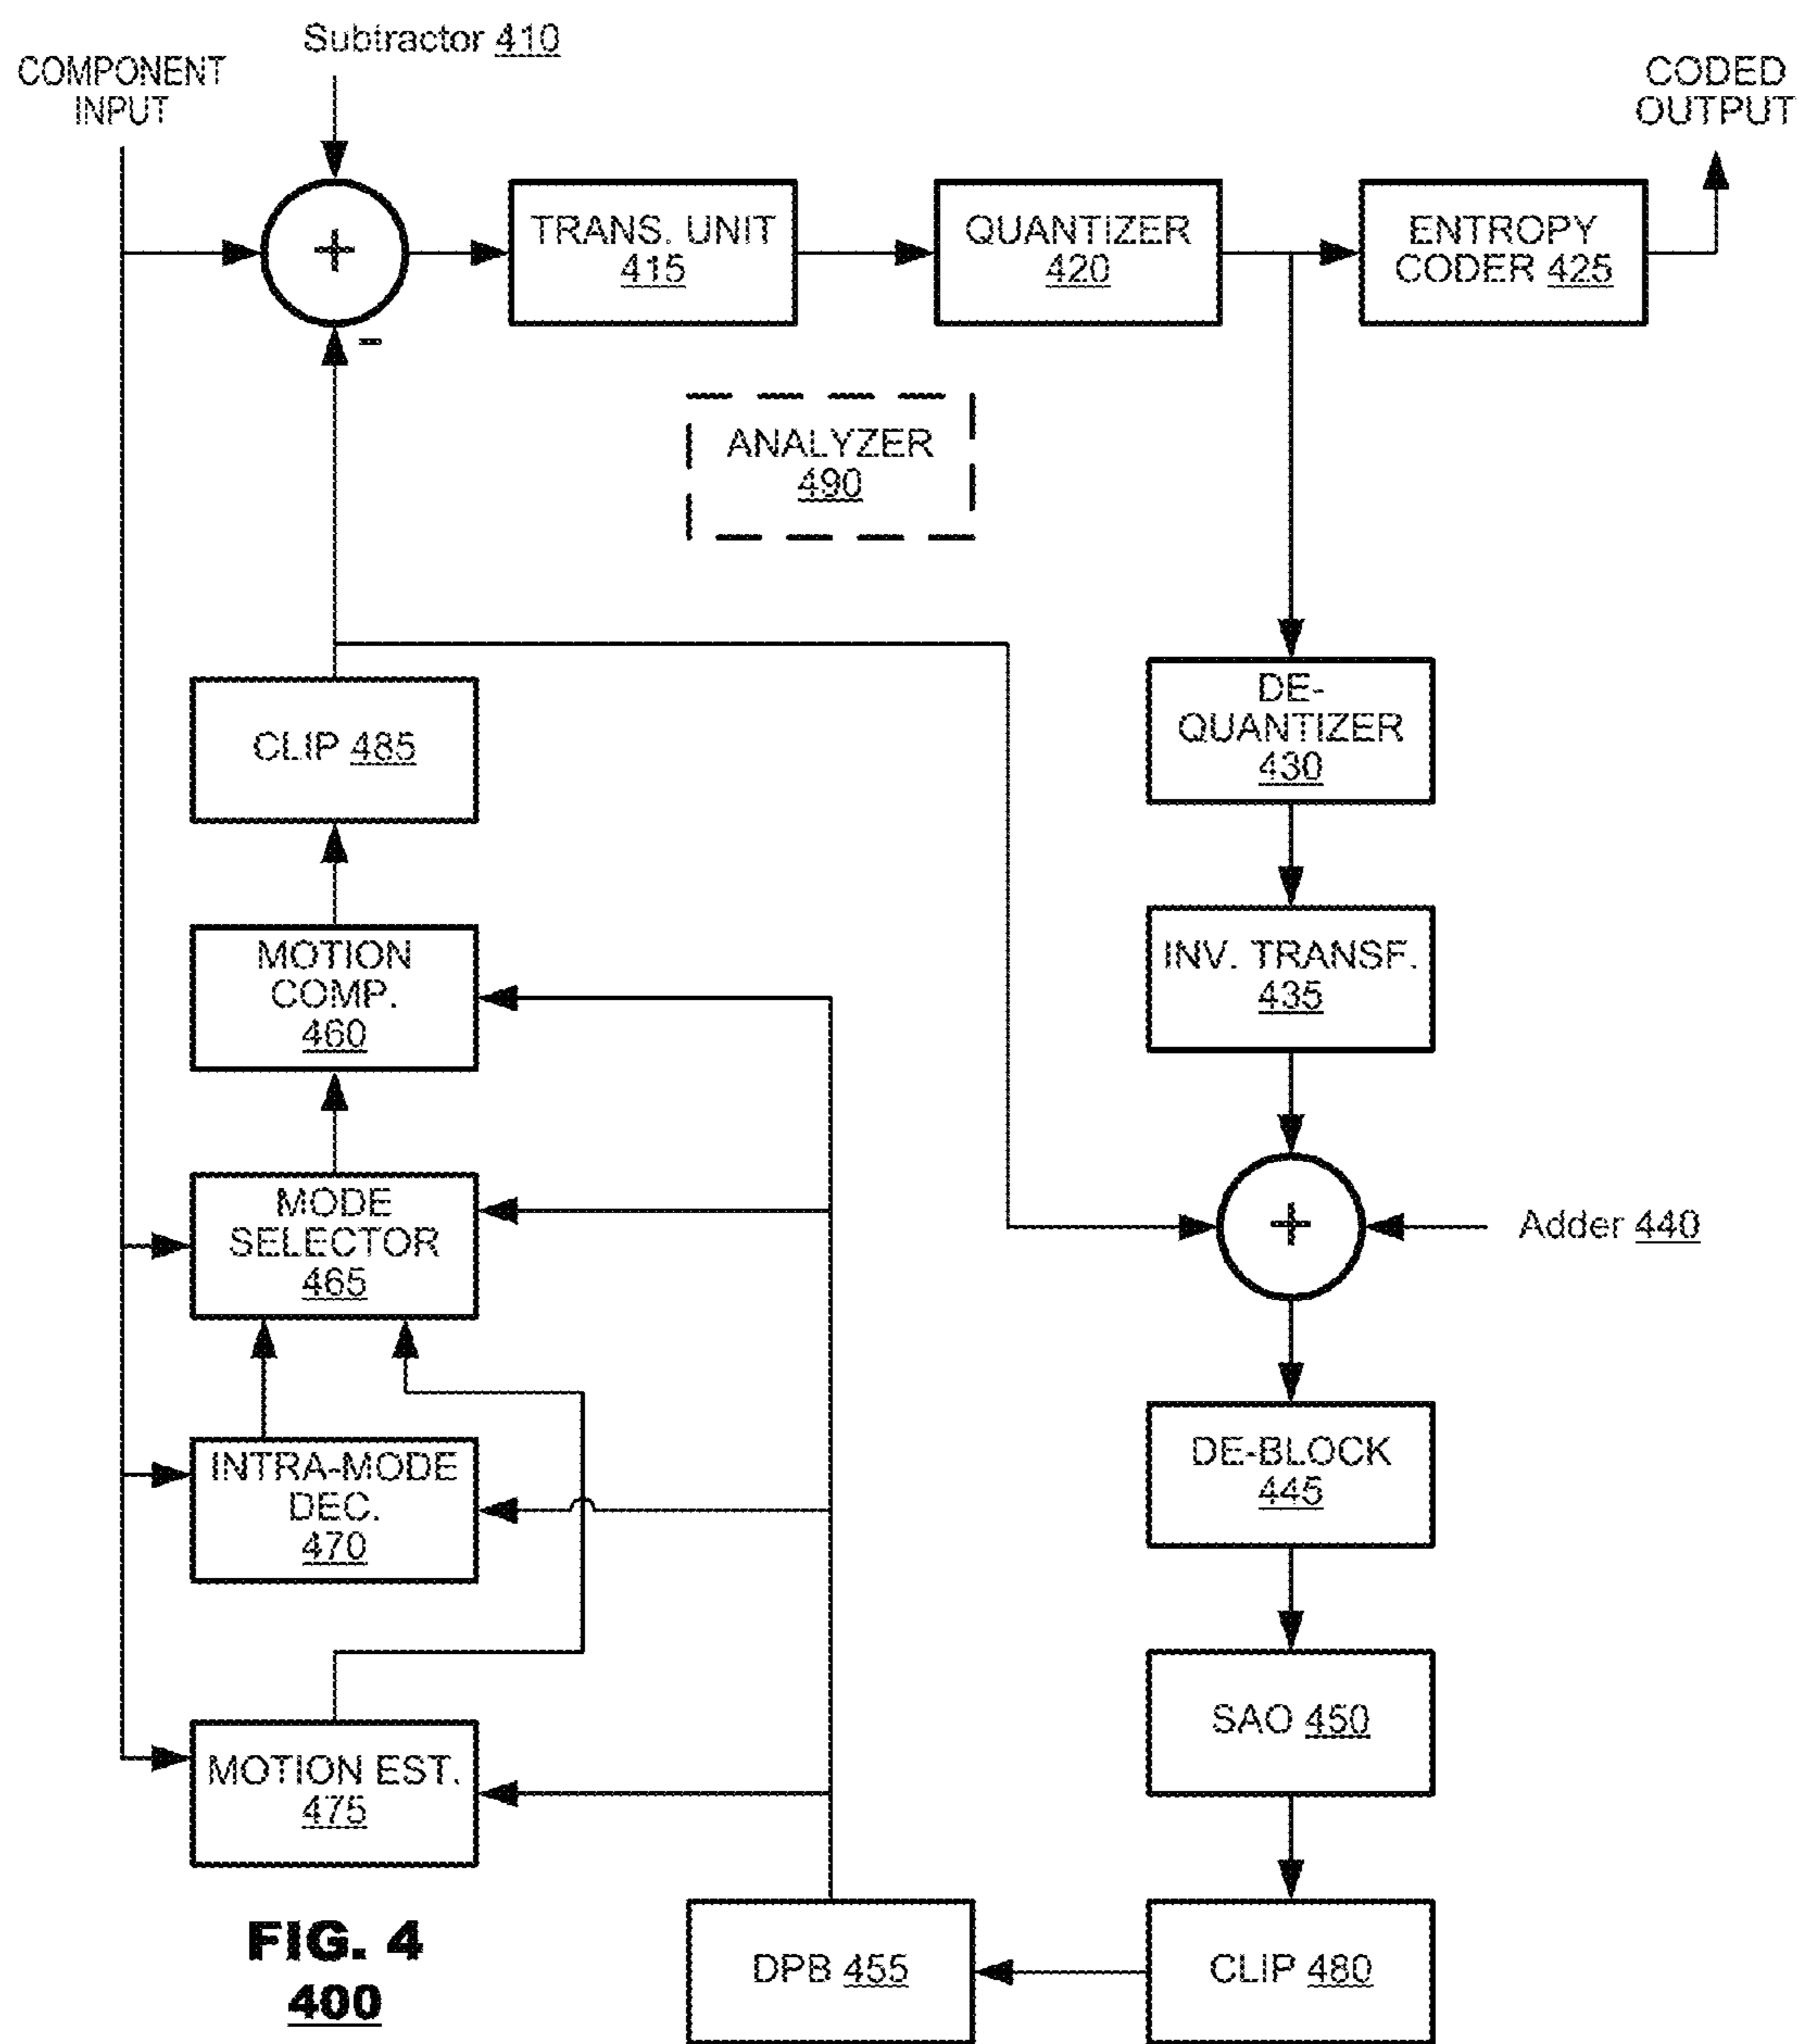 Subtractor 410
COMPONENT
INPUT
CODED
OUTPUT
+
TRANS. UNIT
415
QUANTIZER
420
ENTROPY
CODER 425
-
ANALYZER
490
CLIP 485
DE-
QUANTIZER
430
MOTION
COMP.
460
INV. TRANSF.
435
MODE
SELECTOR
465
+
Adder 440
INTRA-MODE
DEC.
470
DE-BLOCK
445
MOTION EST.
475
SAO 450
FIG. 4
400
DPB 455
CLIP 480